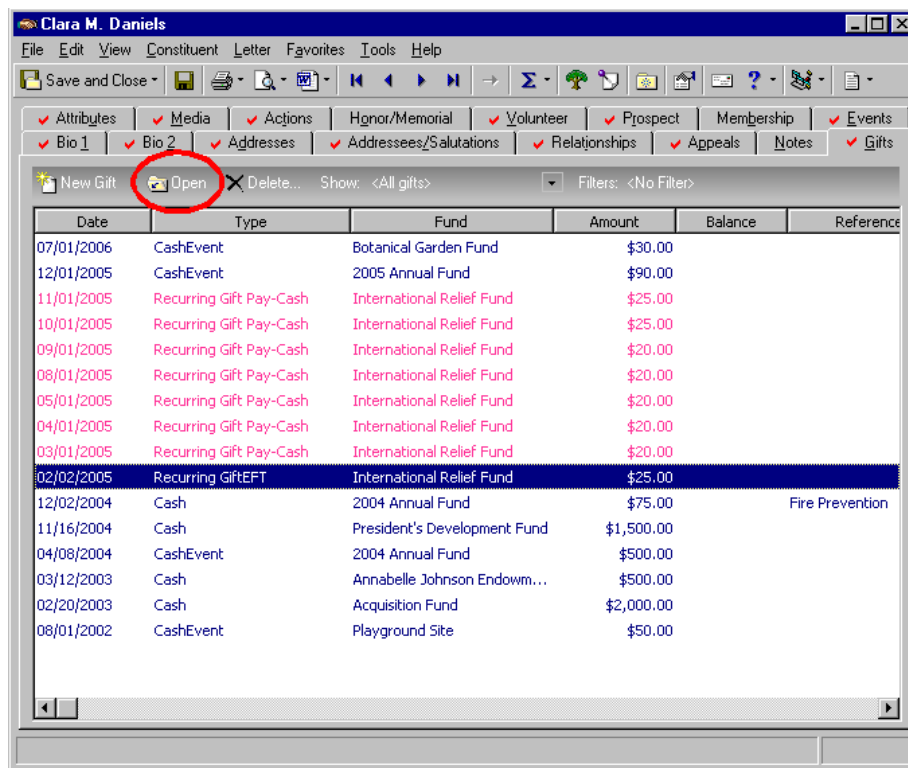 Clara M. Daniels
File Edit View Constituent Letter Favorites Tools Help
Save and Close Σ ?
Attributes Media Actions Honor/Memorial Volunteer Prospect Membership Events
Bio 1 Bio 2 Addresses Addressees/Salutations Relationships Appeals Notes Gifts
New Gift Open Delete... Show: <All gifts> Filters: <No Filter>
Date Type Fund Amount Balance Reference
07/01/2006 CashEvent Botanical Garden Fund $30.00
12/01/2005 CashEvent 2005 Annual Fund $90.00
11/01/2005 Recurring Gift Pay-Cash International Relief Fund $25.00
10/01/2005 Recurring Gift Pay-Cash International Relief Fund $25.00
09/01/2005 Recurring Gift Pay-Cash International Relief Fund $20.00
08/01/2005 Recurring Gift Pay-Cash International Relief Fund $20.00
05/01/2005 Recurring Gift Pay-Cash International Relief Fund $20.00
04/01/2005 Recurring Gift Pay-Cash International Relief Fund $20.00
03/01/2005 Recurring Gift Pay-Cash International Relief Fund $20.00
02/02/2005 Recurring GiftEFT International Relief Fund $25.00
12/02/2004 Cash 2004 Annual Fund $75.00 Fire Prevention
11/16/2004 Cash President's Development Fund $1,500.00
04/08/2004 CashEvent 2004 Annual Fund $500.00
03/12/2003 Cash Annabelle Johnson Endowm... $500.00
02/20/2003 Cash Acquisition Fund $2,000.00
08/01/2002 CashEvent Playground Site $50.00